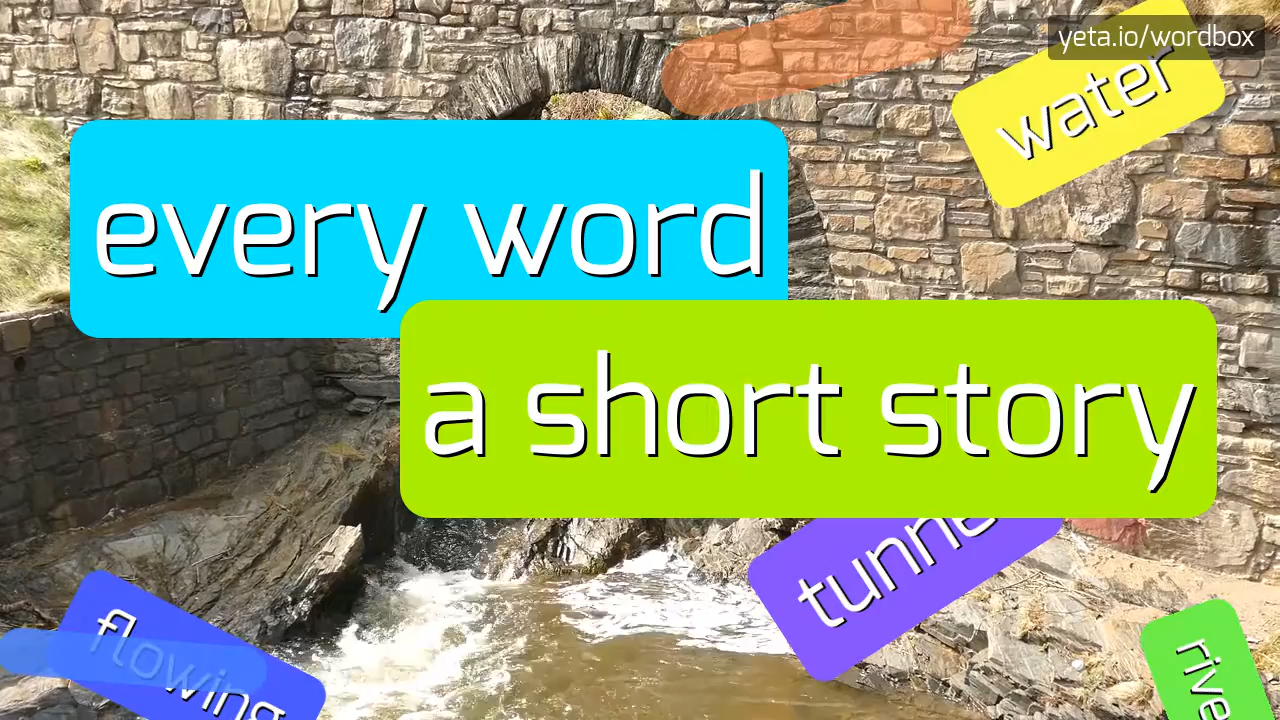 yeta.io/wordbox
water
every word
a short story
flowing